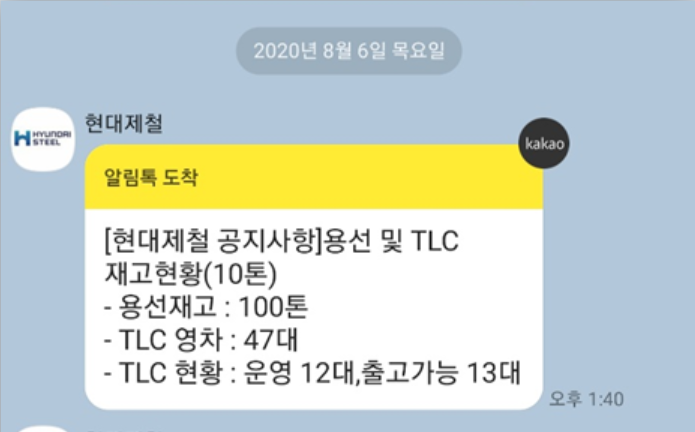 2020년 8월 6일 목요일
HYUNDAI
STEEL
현대제철
kakao
알림톡 도착
[현대제철 공지사항]용선 및 TLC
재고현황(10톤)
- 용선재고 : 100톤
- TLC 영차 : 47대
- TLC 현황 : 운영 12대,출고가능 13대
오후 1:40